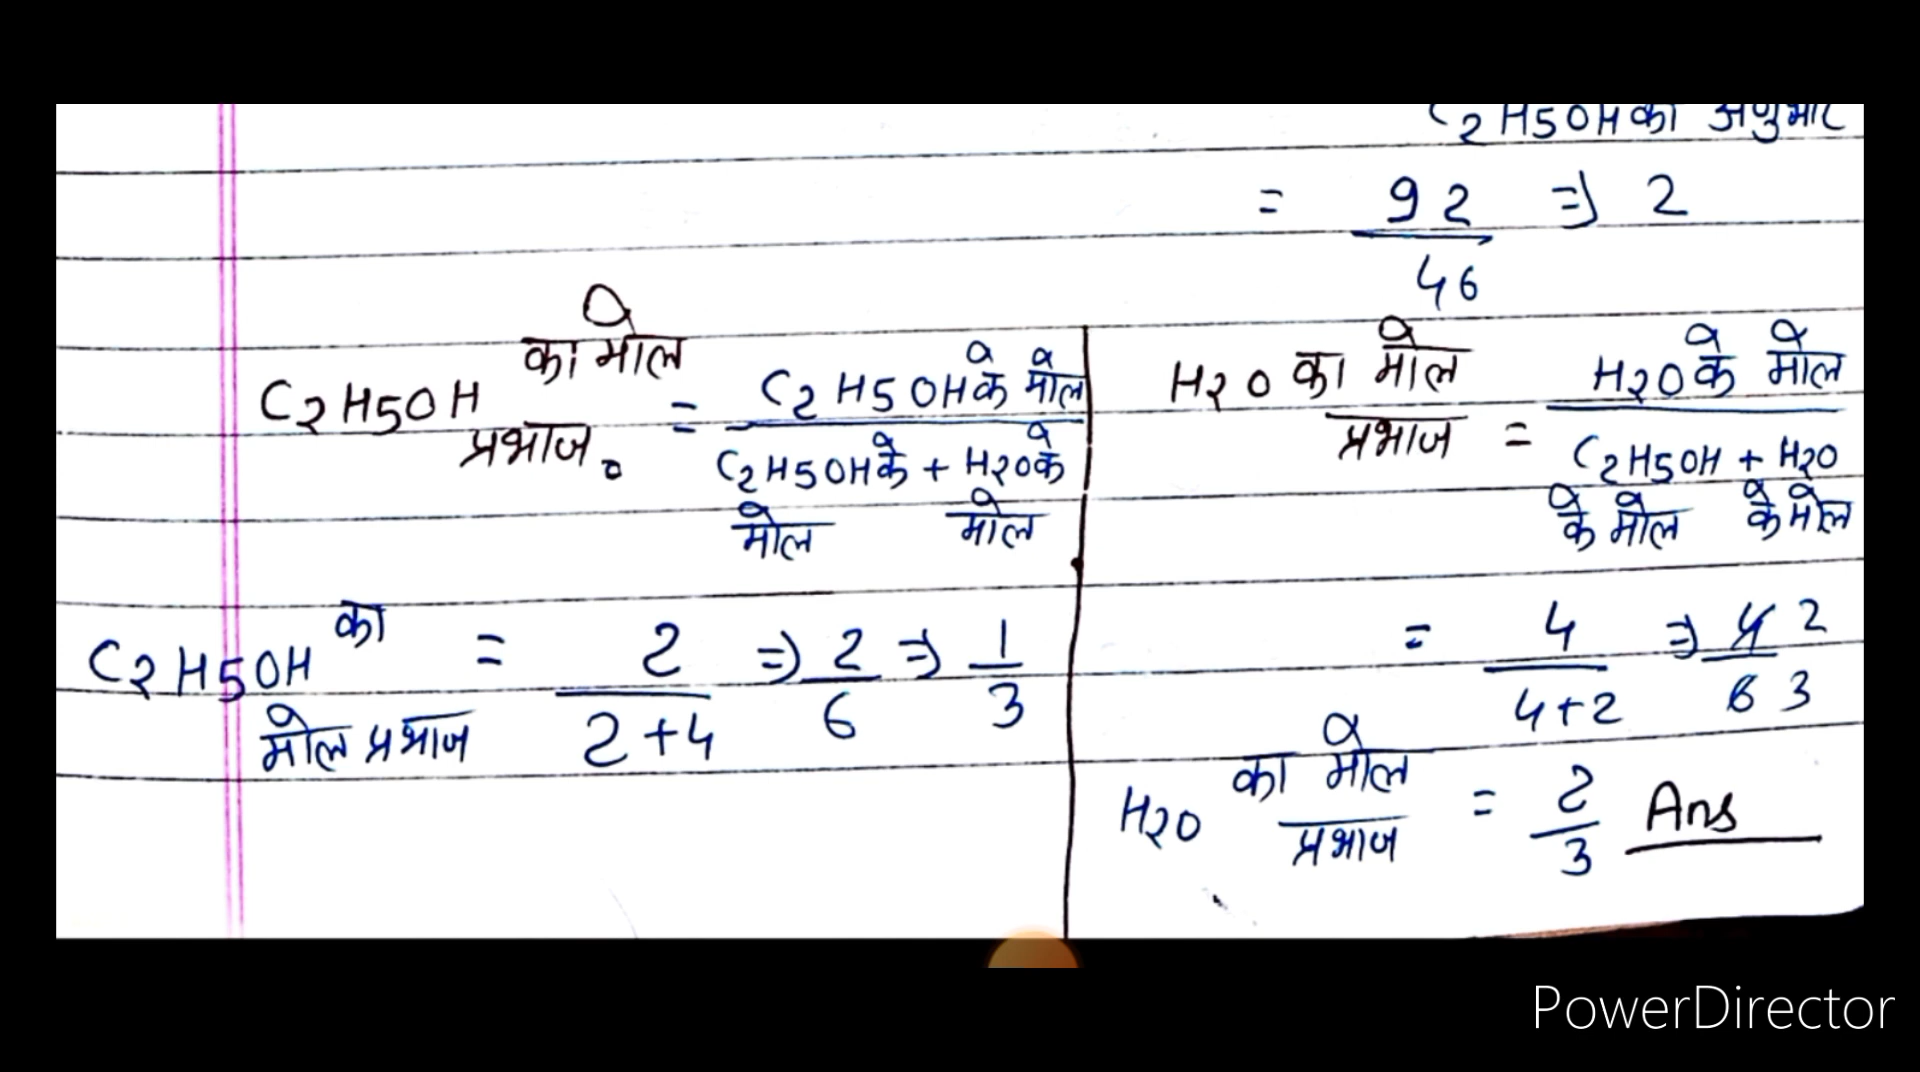 C2H5OH का अणुभार
= 92/46 ⇒ 2
C2H5OH का मोल प्रभाज. = C2H5OH के मोल / C2H5OH के मोल + H2O के मोल
C2H5OH का मोल प्रभाज = 2/2+4 ⇒ 2/6 ⇒ 1/3
H2O का मोल प्रभाज = H2O के मोल / C2H5OH के मोल + H2O के मोल
= 4/4+2 ⇒ 4/6 2/3
H2O का मोल प्रभाज = 2/3 Ans
PowerDirector